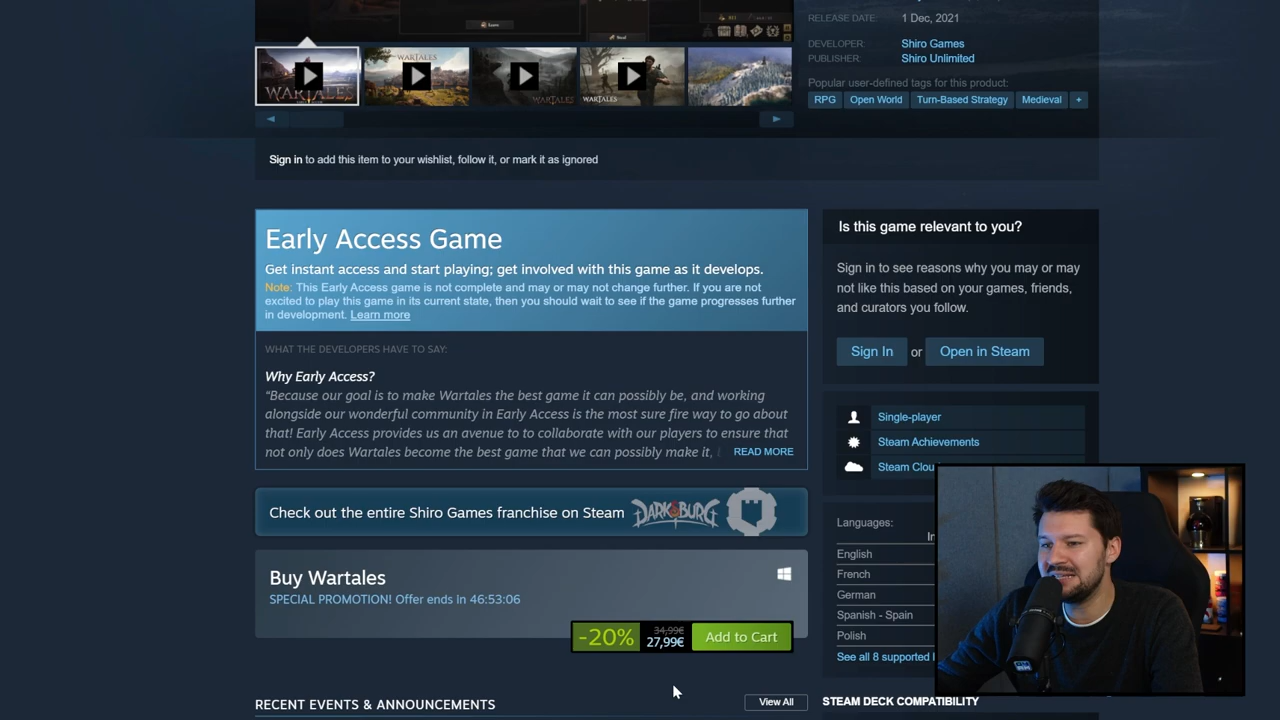 RELEASE DATE: 1 Dec, 2021
DEVELOPER: Shiro Games
PUBLISHER: Shiro Unlimited
Popular user-defined tags for this product:
RPG Open World Turn-Based Strategy Medieval +
WARTALES
WARTALES
WARTALES
WARTALES
Sign in to add this item to your wishlist, follow it, or mark it as ignored
Early Access Game
Get instant access and start playing; get involved with this game as it develops.
Note: This Early Access game is not complete and may or may not change further. If you are not
excited to play this game in its current state, then you should wait to see if the game progresses further
in development. Learn more
WHAT THE DEVELOPERS HAVE TO SAY:
Why Early Access?
“Because our goal is to make Wartales the best game it can possibly be, and working
alongside our wonderful community in Early Access is the most sure fire way to go about
that! Early Access provides us an avenue to to collaborate with our players to ensure that
not only does Wartales become the best game that we can possibly make it, READ MORE
Check out the entire Shiro Games franchise on Steam DARKSBURG
Buy Wartales
SPECIAL PROMOTION! Offer ends in 46:53:06
-20% 34,99€ 27,99€ Add to Cart
RECENT EVENTS & ANNOUNCEMENTS View All
Is this game relevant to you?
Sign in to see reasons why you may or may
not like this based on your games, friends,
and curators you follow.
Sign In or Open in Steam
Single-player
Steam Achievements
Steam Clou
Languages:
In
English
French
German
Spanish - Spain
Polish
See all 8 supported l
STEAM DECK COMPATIBILITY